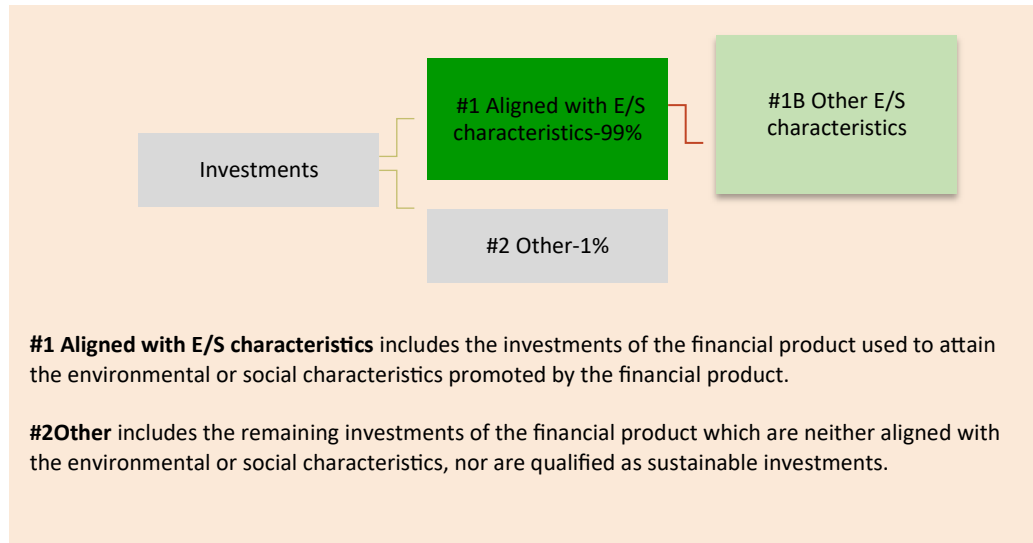 #1 Aligned with E/S
characteristics-99%
#1B Other E/S
characteristics
Investments
#2 Other-1%
#1 Aligned with E/S characteristics includes the investments of the financial product used to attain
the environmental or social characteristics promoted by the financial product.
#2Other includes the remaining investments of the financial product which are neither aligned with
the environmental or social characteristics, nor are qualified as sustainable investments.